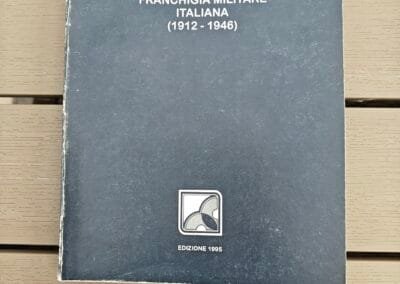 FRANCHIGIA MILITARE
ITALIANA
(1912 - 1946)
EDIZIONE 1995